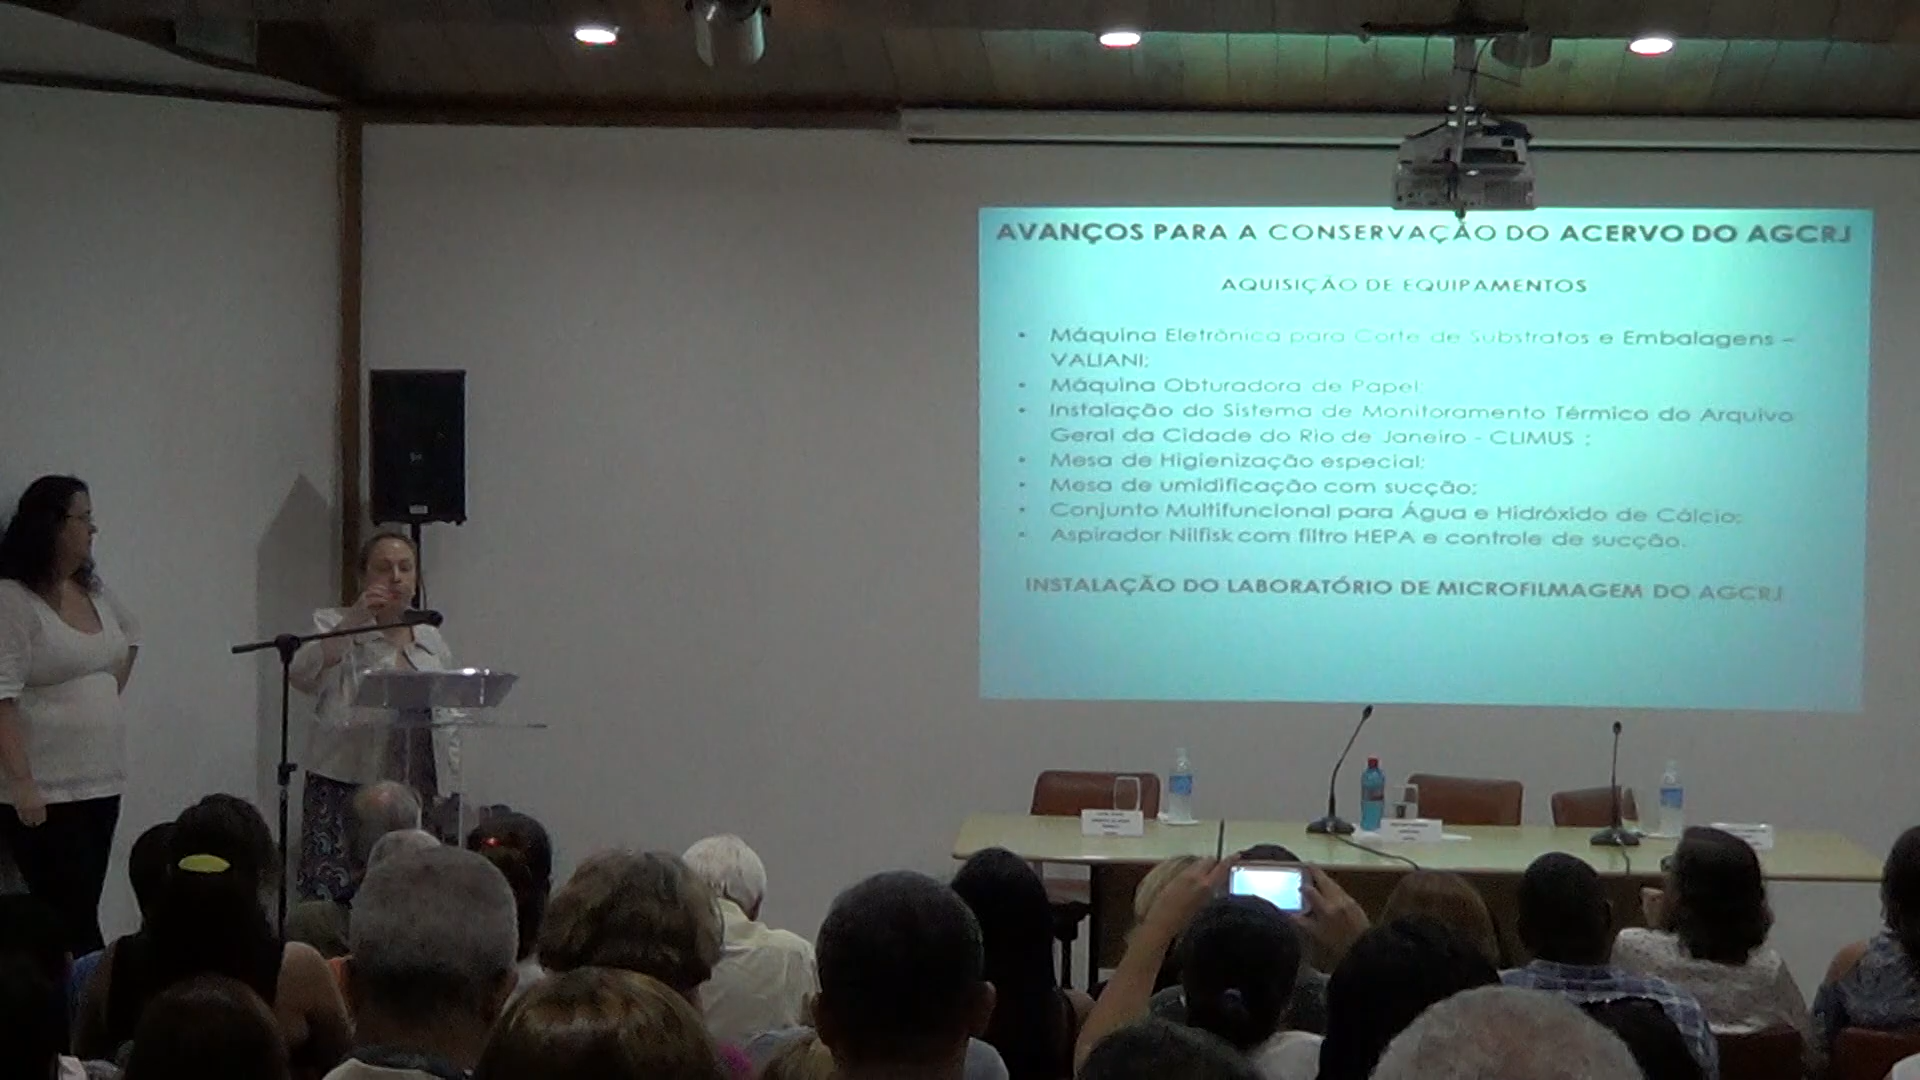 AVANÇOS PARA A CONSERVAÇÃO DO ACERVO DO AGCRJ
AQUISIÇÃO DE EQUIPAMENTOS
• Máquina Eletrônica para Corte de Substratos e Embalagens –
VALIANI;
• Máquina Obturadora de Papel;
• Instalação do Sistema de Monitoramento Térmico do Arquivo
Geral da Cidade do Rio de Janeiro - CLIMUS ;
• Mesa de Higienização especial;
• Mesa de umidificação com sucção;
• Conjunto Multifuncional para Água e Hidróxido de Cálcio;
• Aspirador Nilfisk com filtro HEPA e controle de sucção.
INSTALAÇÃO DO LABORATÓRIO DE MICROFILMAGEM DO AGCRJ